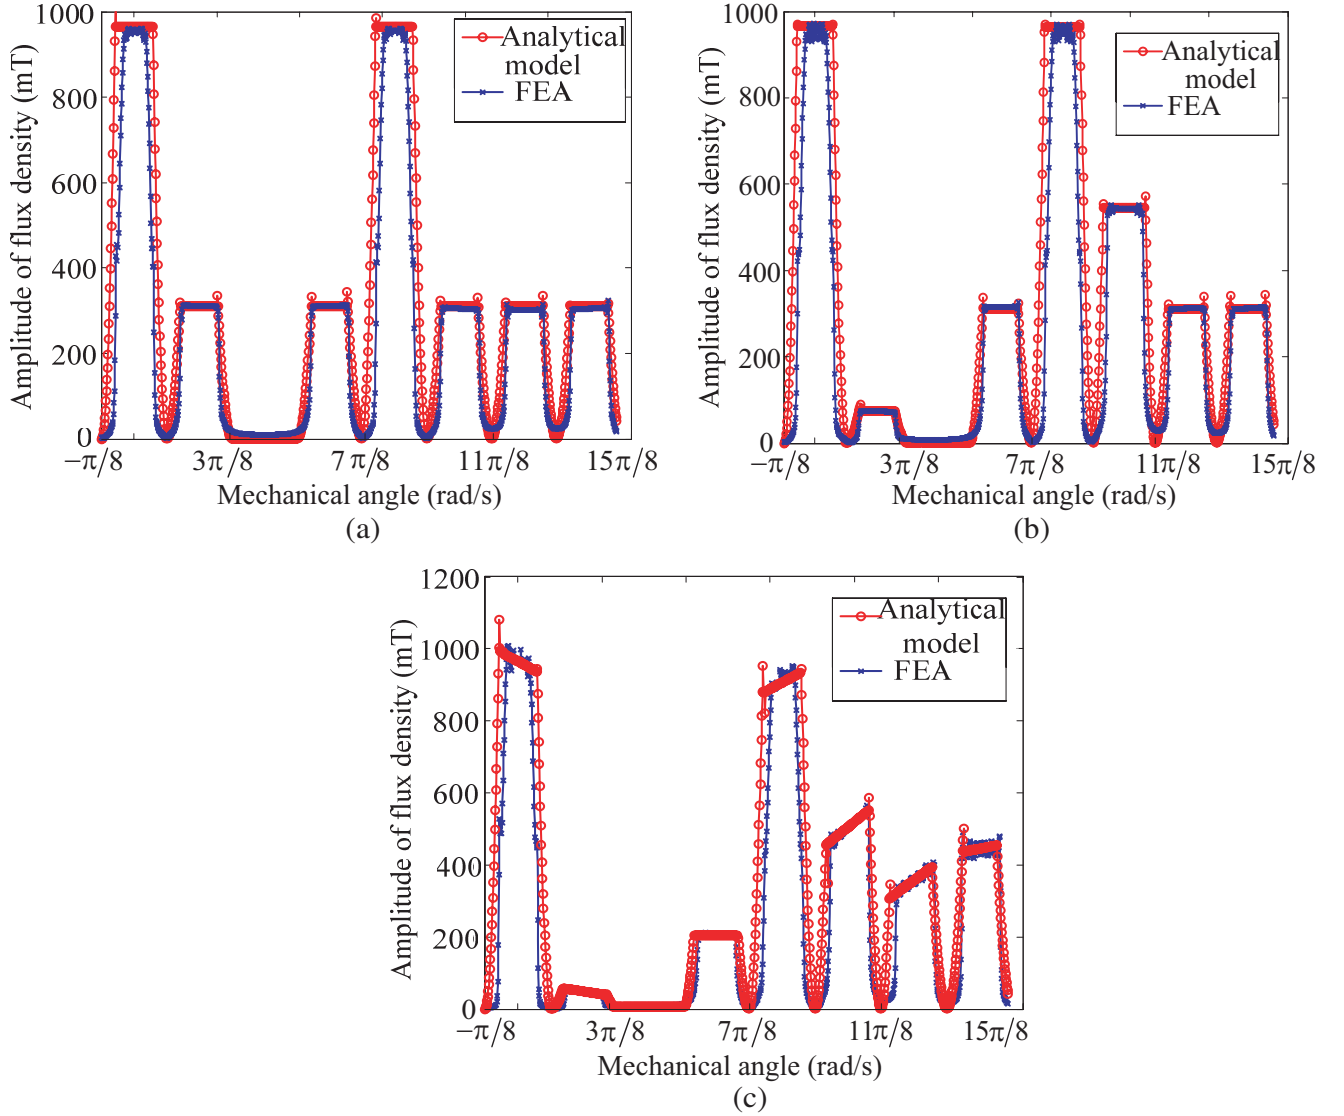 1000
800
600
400
200
0
Amplitude of flux density (mT)
Analytical
model
FEA
−π/8 3π/8 7π/8 11π/8 15π/8
Mechanical angle (rad/s)
(a)
1000
800
600
400
200
0
Amplitude of flux density (mT)
Analytical
model
FEA
−π/8 3π/8 7π/8 11π/8 15π/8
Mechanical angle (rad/s)
(b)
1200
1000
800
600
400
200
0
Amplitude of flux density (mT)
Analytical
model
FEA
−π/8 3π/8 7π/8 11π/8 15π/8
Mechanical angle (rad/s)
(c)